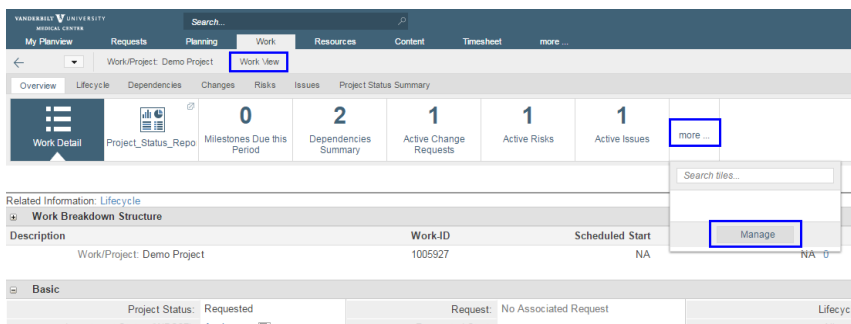 VANDERBILT UNIVERSITY
MEDICAL CENTER
Search...
My Planview Requests Planning Work Resources Content Timesheet more ...
Work/Project: Demo Project Work View
Overview Lifecycle Dependencies Changes Risks Issues Project Status Summary
Work Detail
Project_Status_Repo
0
Milestones Due this
Period
2
Dependencies
Summary
1
Active Change
Requests
1
Active Risks
1
Active Issues
more ...
Search tiles...
Manage
Related Information: Lifecycle
Work Breakdown Structure
Description Work-ID Scheduled Start
Work/Project: Demo Project 1005927 NA NA 0
Basic
Project Status: Requested Request: No Associated Request Lifecyc